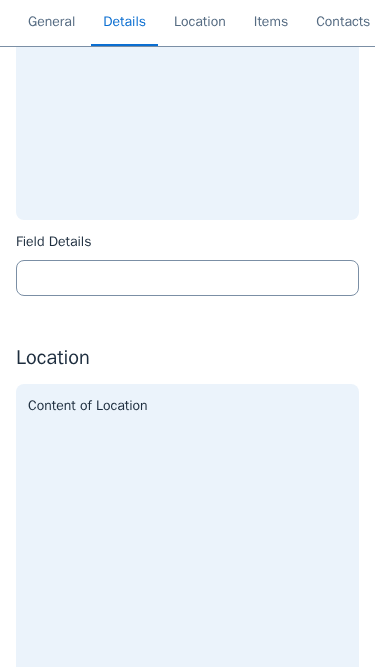 General Details Location Items Contacts
Field Details
Location
Content of Location